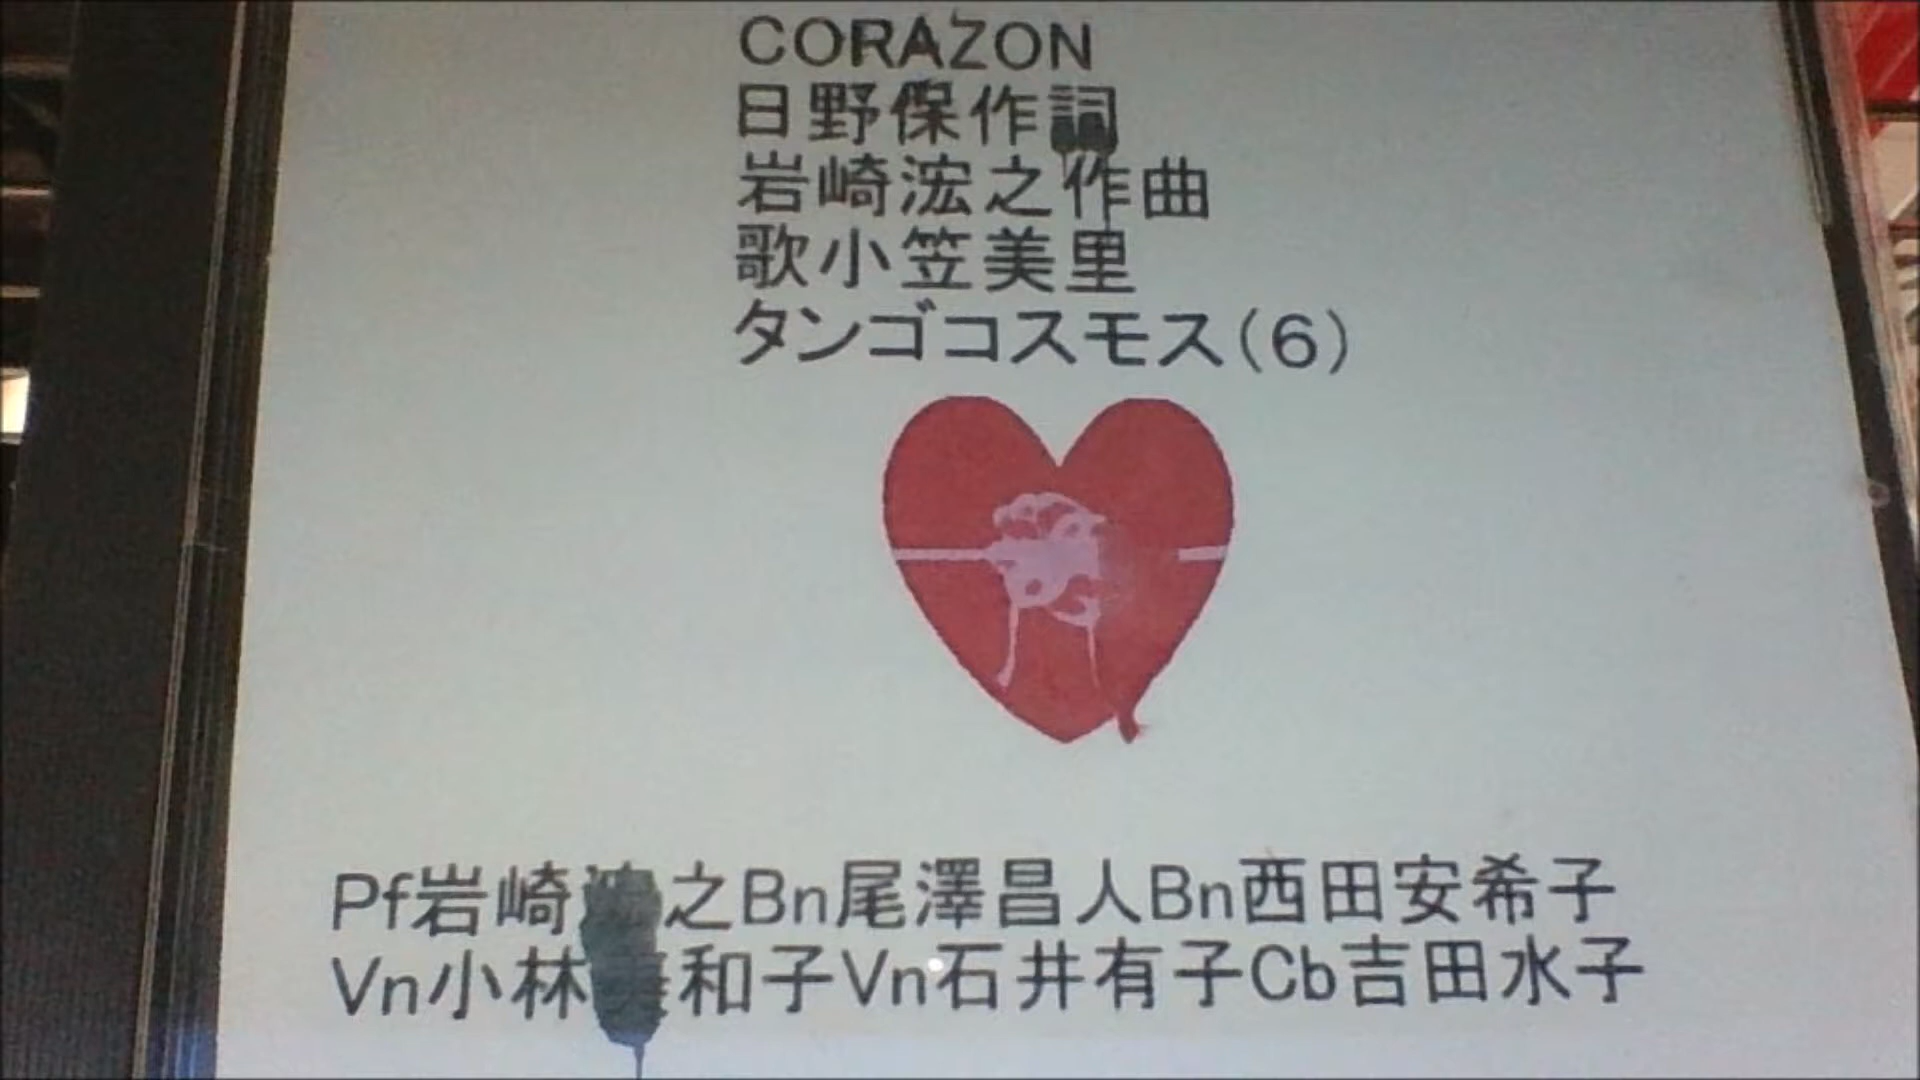 CORAZON
日野保作詞
岩崎浤之作曲
歌小笠美里
タンゴコスモス(6)
Pf岩崎 之Bn尾澤昌人Bn西田安希子
Vn小林 和子Vn石井有子Cb吉田水子